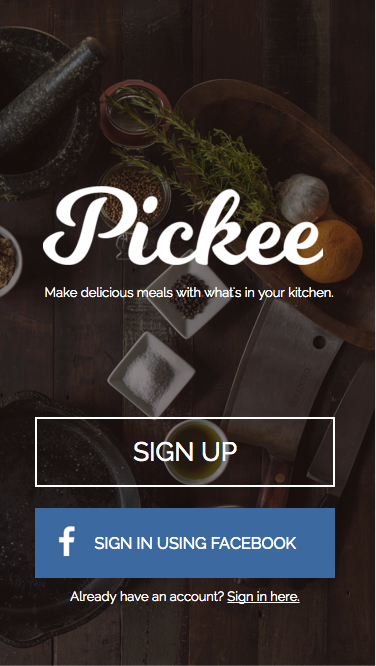 Pickee
Make delicious meals with what's in your kitchen.
SIGN UP
f SIGN IN USING FACEBOOK
Already have an account? Sign in here.